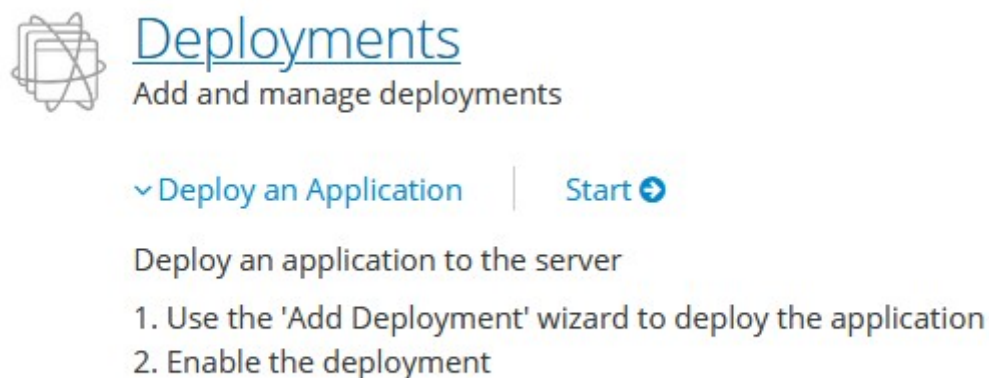 Deployments
Add and manage deployments
Deploy an Application
Start
Deploy an application to the server
1. Use the 'Add Deployment' wizard to deploy the application
2. Enable the deployment